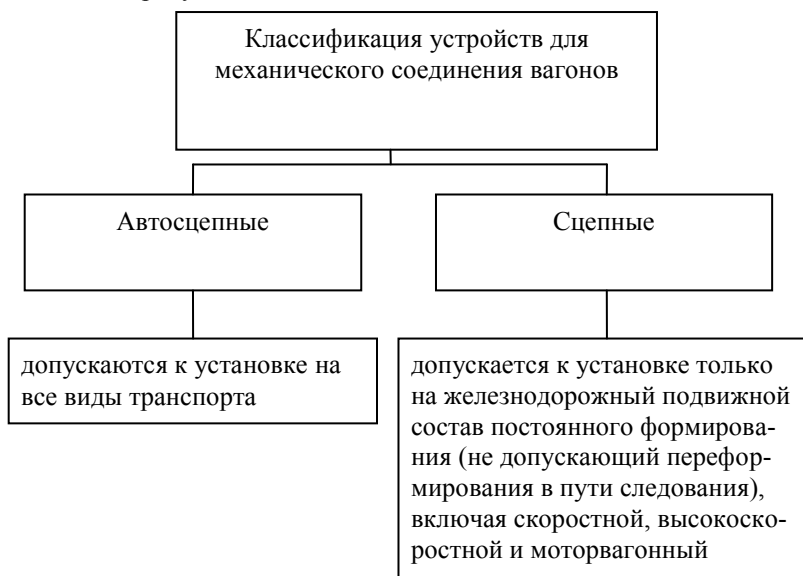 Классификация устройств для
механического соединения вагонов
Автосцепные
Сцепные
допускаются к установке на
все виды транспорта
допускается к установке только
на железнодорожный подвижной
состав постоянного формирова-
ния (не допускающий перефор-
мирования в пути следования),
включая скоростной, высокоско-
ростной и моторвагонный